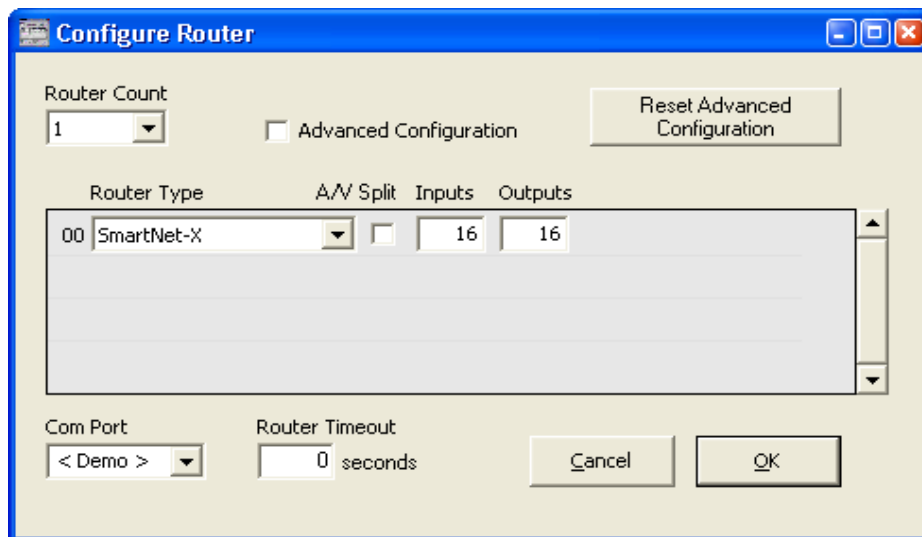 Configure Router
Router Count
1
Advanced Configuration
Reset Advanced
Configuration
Router Type A/V Split Inputs Outputs
00 SmartNet-X 16 16
Com Port
< Demo >
Router Timeout
0 seconds
Cancel
OK